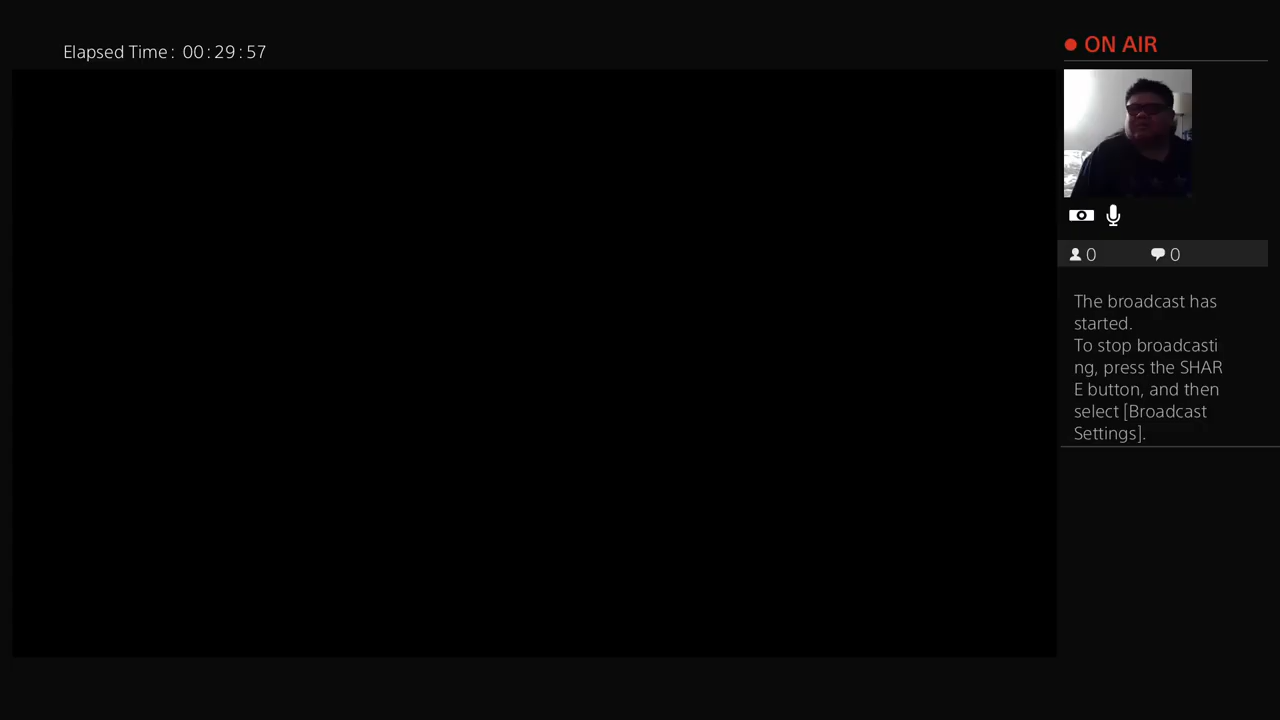 Elapsed Time: 00:29:57
ON AIR
0 0
The broadcast has
started.
To stop broadcasti
ng, press the SHAR
E button, and then
select [Broadcast
Settings].